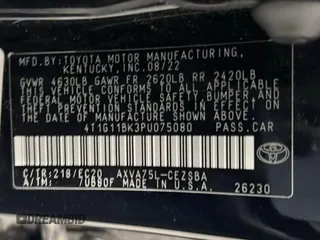 MFD.BY:TOYOTA MOTOR MANUFACTURING,
KENTUCKY, INC. 08/22
GVWR 4630LB GAWR FR 2620LB RR 2420LB
THIS VEHICLE CONFORMS TO ALL APPLICABLE
FEDERAL MOTOR VEHICLE SAFETY, BUMPER,
AND THEFT PREVENTION STANDARDS IN EFFECT
ON THE DATE OF MANUFACTURE SHOWN ABOVE.
4T1G11BK3PU075080 PASS.CAR
C/TR:218/EC20 AXVA75L-CEZSBA
A/TM: /UB80F MADE IN U.S.A.
TOYOTA
26230